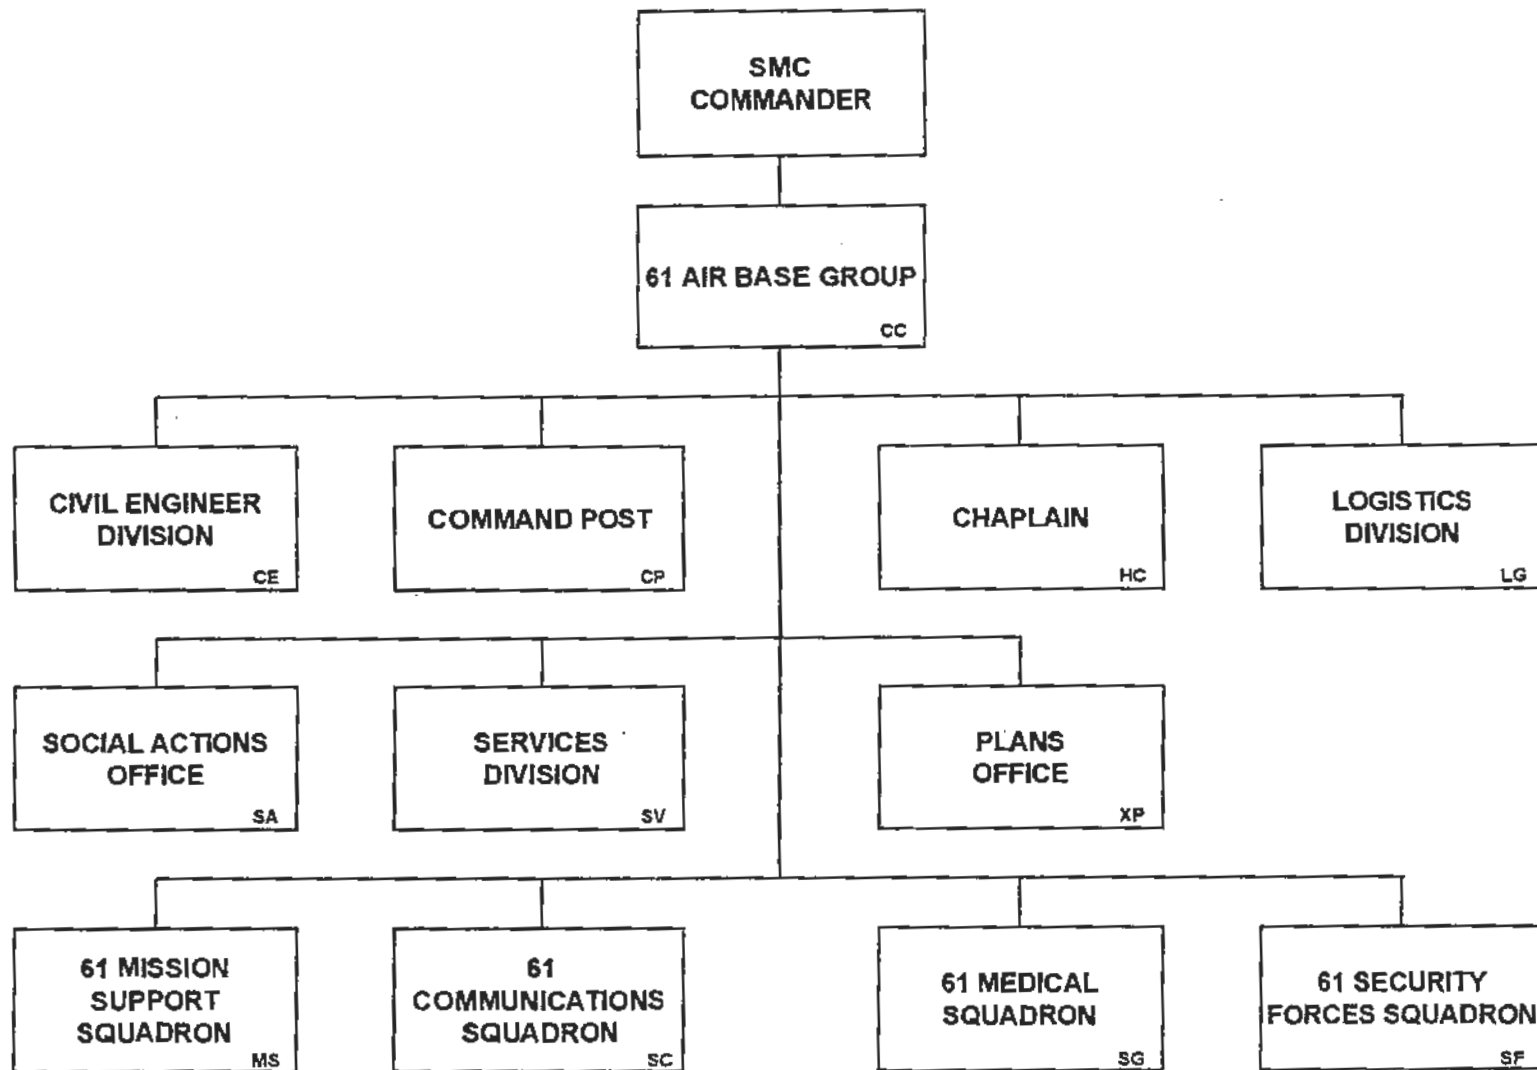 SMC
COMMANDER
61 AIR BASE GROUP
CC
CIVIL ENGINEER
DIVISION
CE
COMMAND POST
CP
CHAPLAIN
HC
LOGISTICS
DIVISION
LG
SOCIAL ACTIONS
OFFICE
SA
SERVICES
DIVISION
SV
PLANS
OFFICE
XP
61 MISSION
SUPPORT
SQUADRON
MS
61
COMMUNICATIONS
SQUADRON
SC
61 MEDICAL
SQUADRON
SG
61 SECURITY
FORCES SQUADRON
SF